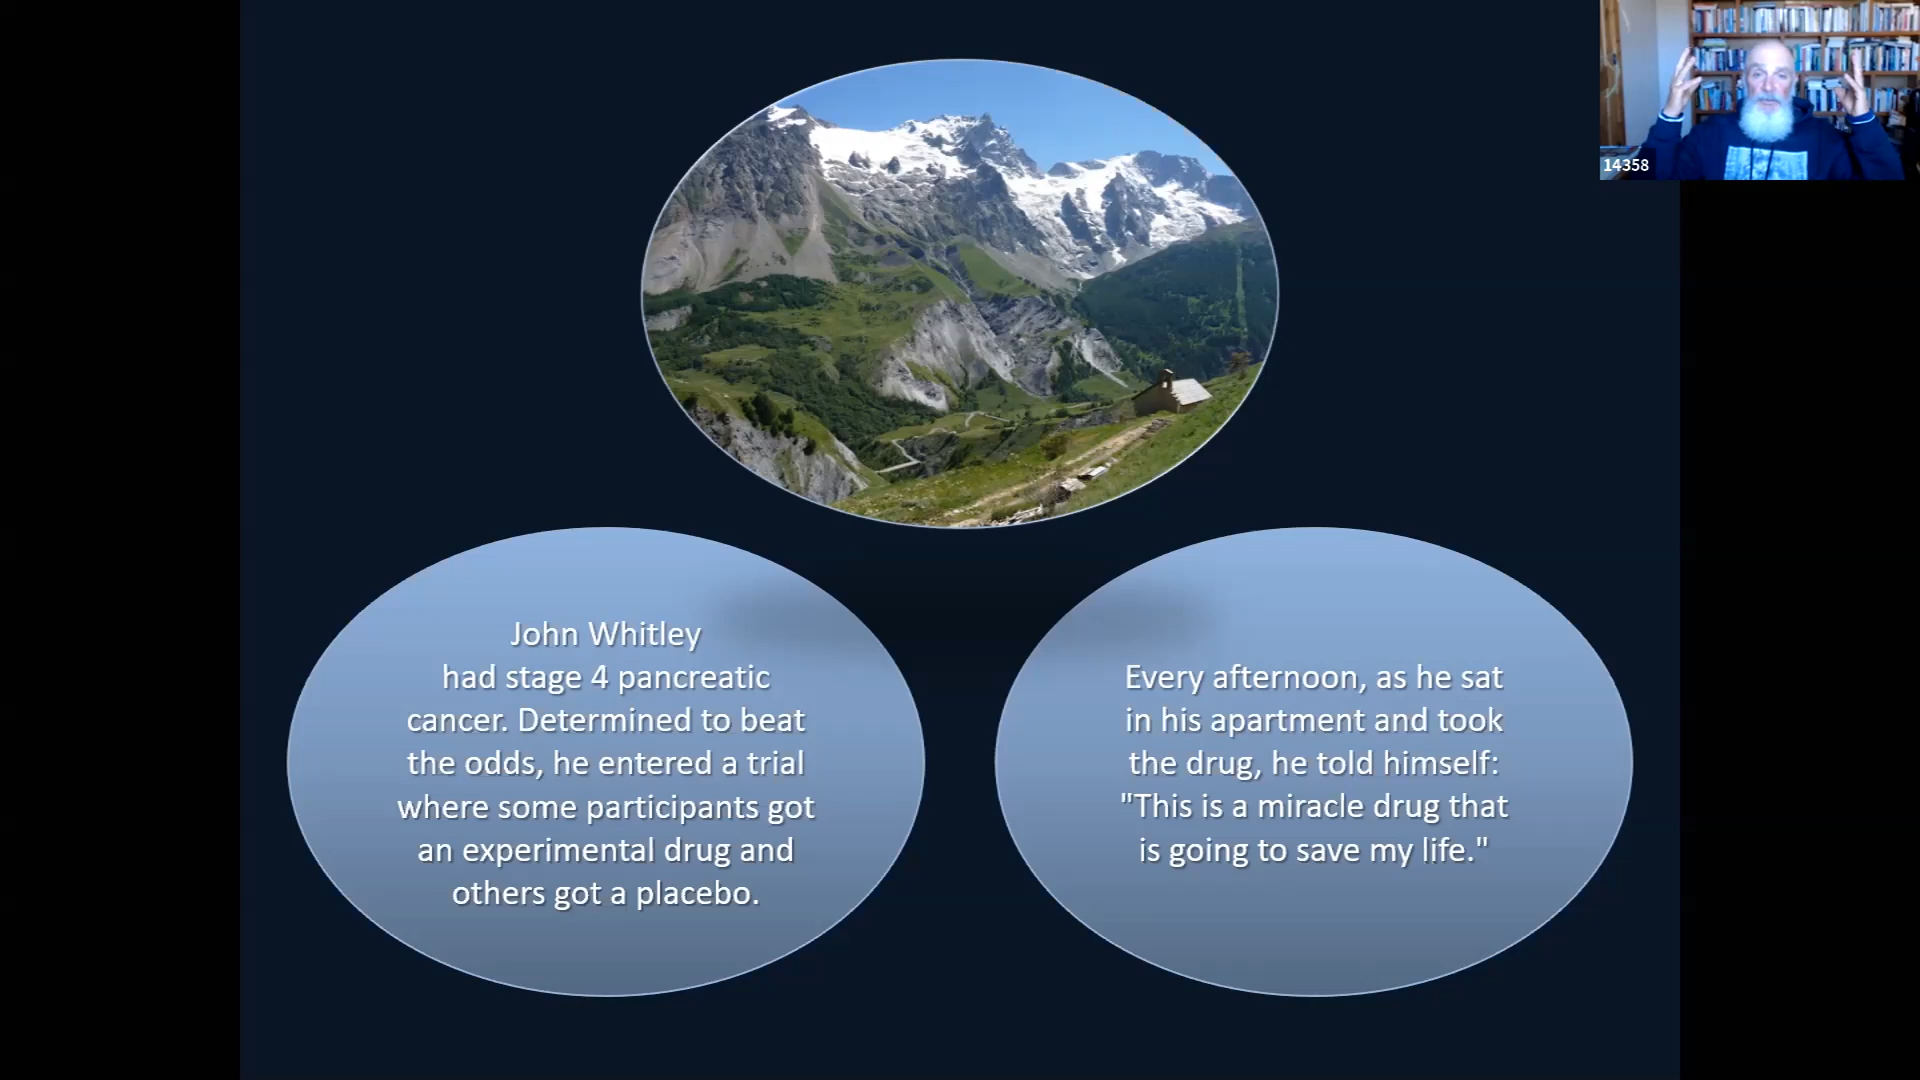 14358
John Whitley
had stage 4 pancreatic
cancer. Determined to beat
the odds, he entered a trial
where some participants got
an experimental drug and
others got a placebo.
Every afternoon, as he sat
in his apartment and took
the drug, he told himself:
"This is a miracle drug that
is going to save my life."